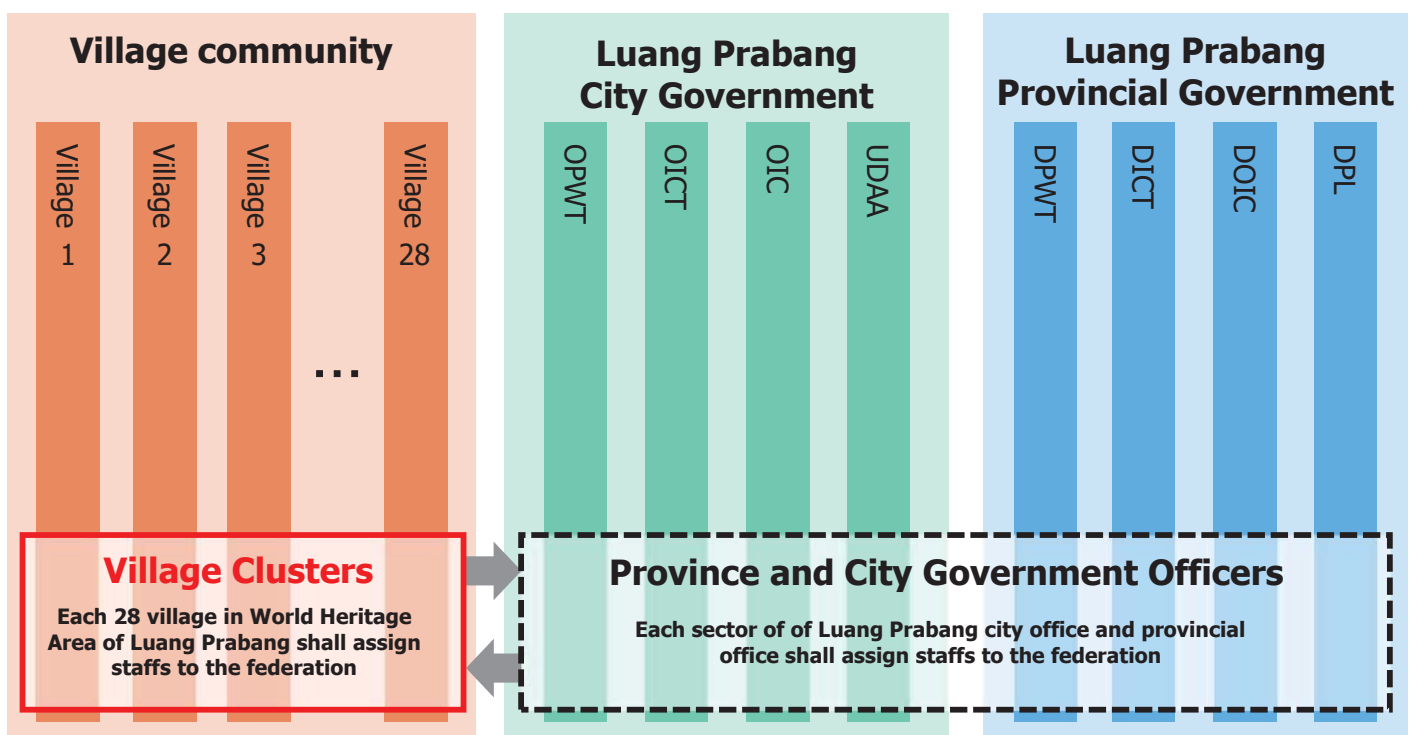 Village community
Village
1
Village
2
Village
3
...
Village
28
Luang Prabang
City Government
OPWT
OICT
OIC
UDAA
Luang Prabang
Provincial Government
DPWT
DICT
DOIC
DPL
Village Clusters
Each 28 village in World Heritage
Area of Luang Prabang shall assign
staffs to the federation
Province and City Government Officers
Each sector of of Luang Prabang city office and provincial
office shall assign staffs to the federation